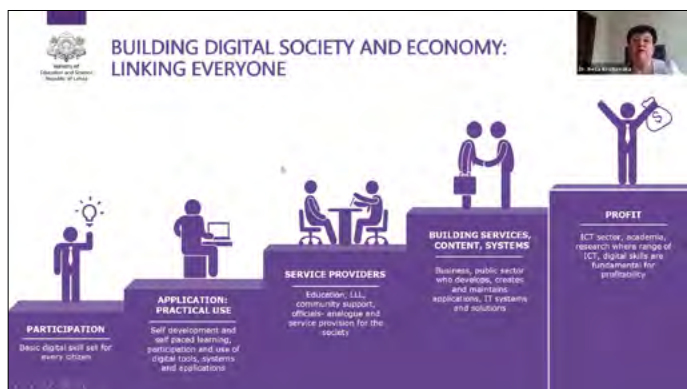 Ministry of
Education and Science
Republic of Latvia
BUILDING DIGITAL SOCIETY AND ECONOMY:
LINKING EVERYONE
PARTICIPATION
Basic digital skill set for
every citizen
APPLICATION:
PRACTICAL USE
Self development and
self paced learning,
participation and use of
digital tools, systems
and applications
SERVICE PROVIDERS
Education, LLL,
community support,
officials- analogue and
service provision for the
society
BUILDING SERVICES,
CONTENT, SYSTEMS
Business, public sector
who develops, creates
and maintains
applications, IT systems
and solutions
PROFIT
ICT sector, academia,
research where range of
ICT, digital skills are
fundamental for
profitability
$